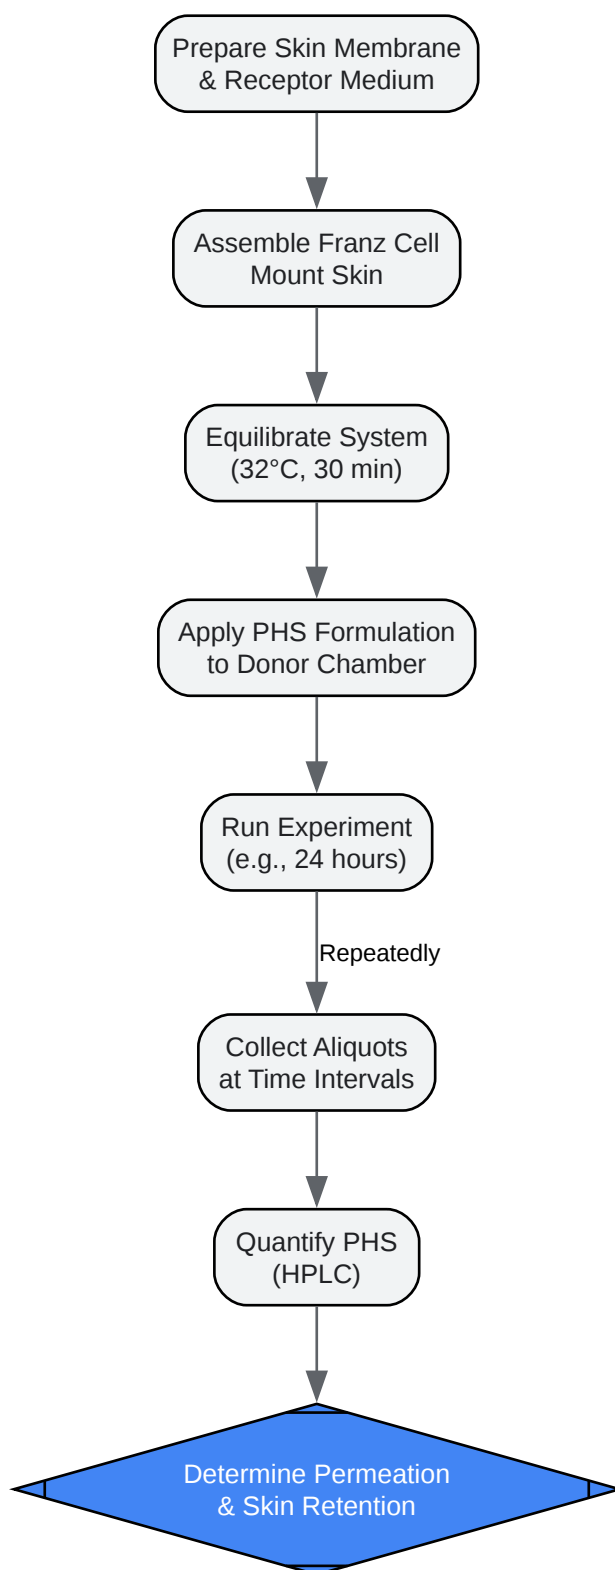 Prepare Skin Membrane
& Receptor Medium
Assemble Franz Cell
Mount Skin
Equilibrate System
(32°C, 30 min)
Apply PHS Formulation
to Donor Chamber
Run Experiment
(e.g., 24 hours)
Repeatedly
Collect Aliquots
at Time Intervals
Quantify PHS
(HPLC)
Determine Permeation
& Skin Retention